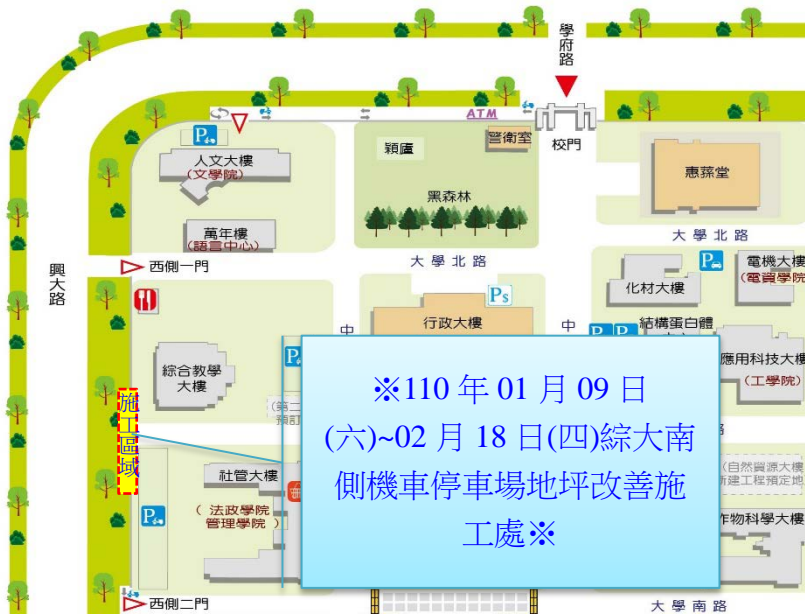 學府路
ATM
警衛室
校門
穎廬
人文大樓
(文學院)
黑森林
惠蓀堂
萬年樓
(語言中心)
大學北路
大學北路
興大路
西側一門
P
電機大樓
(電資學院
化材大樓
Ps
行政大樓
中
中
P P
結構蛋白體
綜合教學
大樓
P
應用科技大樓
(工學院)
(第二
預訂
施工區域
※110 年 01 月 09 日
(六)~02 月 18 日(四)綜大南
側機車停車場地坪改善施
工處※
路
社管大樓
(法政學院
管理學院)
P
P
(自然資源大樓
新建工程預定地
作物科學大樓
西側二門
大學南路